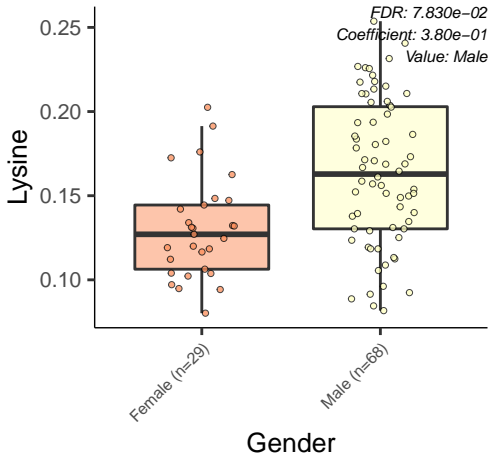 FDR: 7.830e−02
Coefficient: 3.80e−01
Value: Male
Lysine
0.25
0.20
0.15
0.10
Female (n=29)
Male (n=68)
Gender